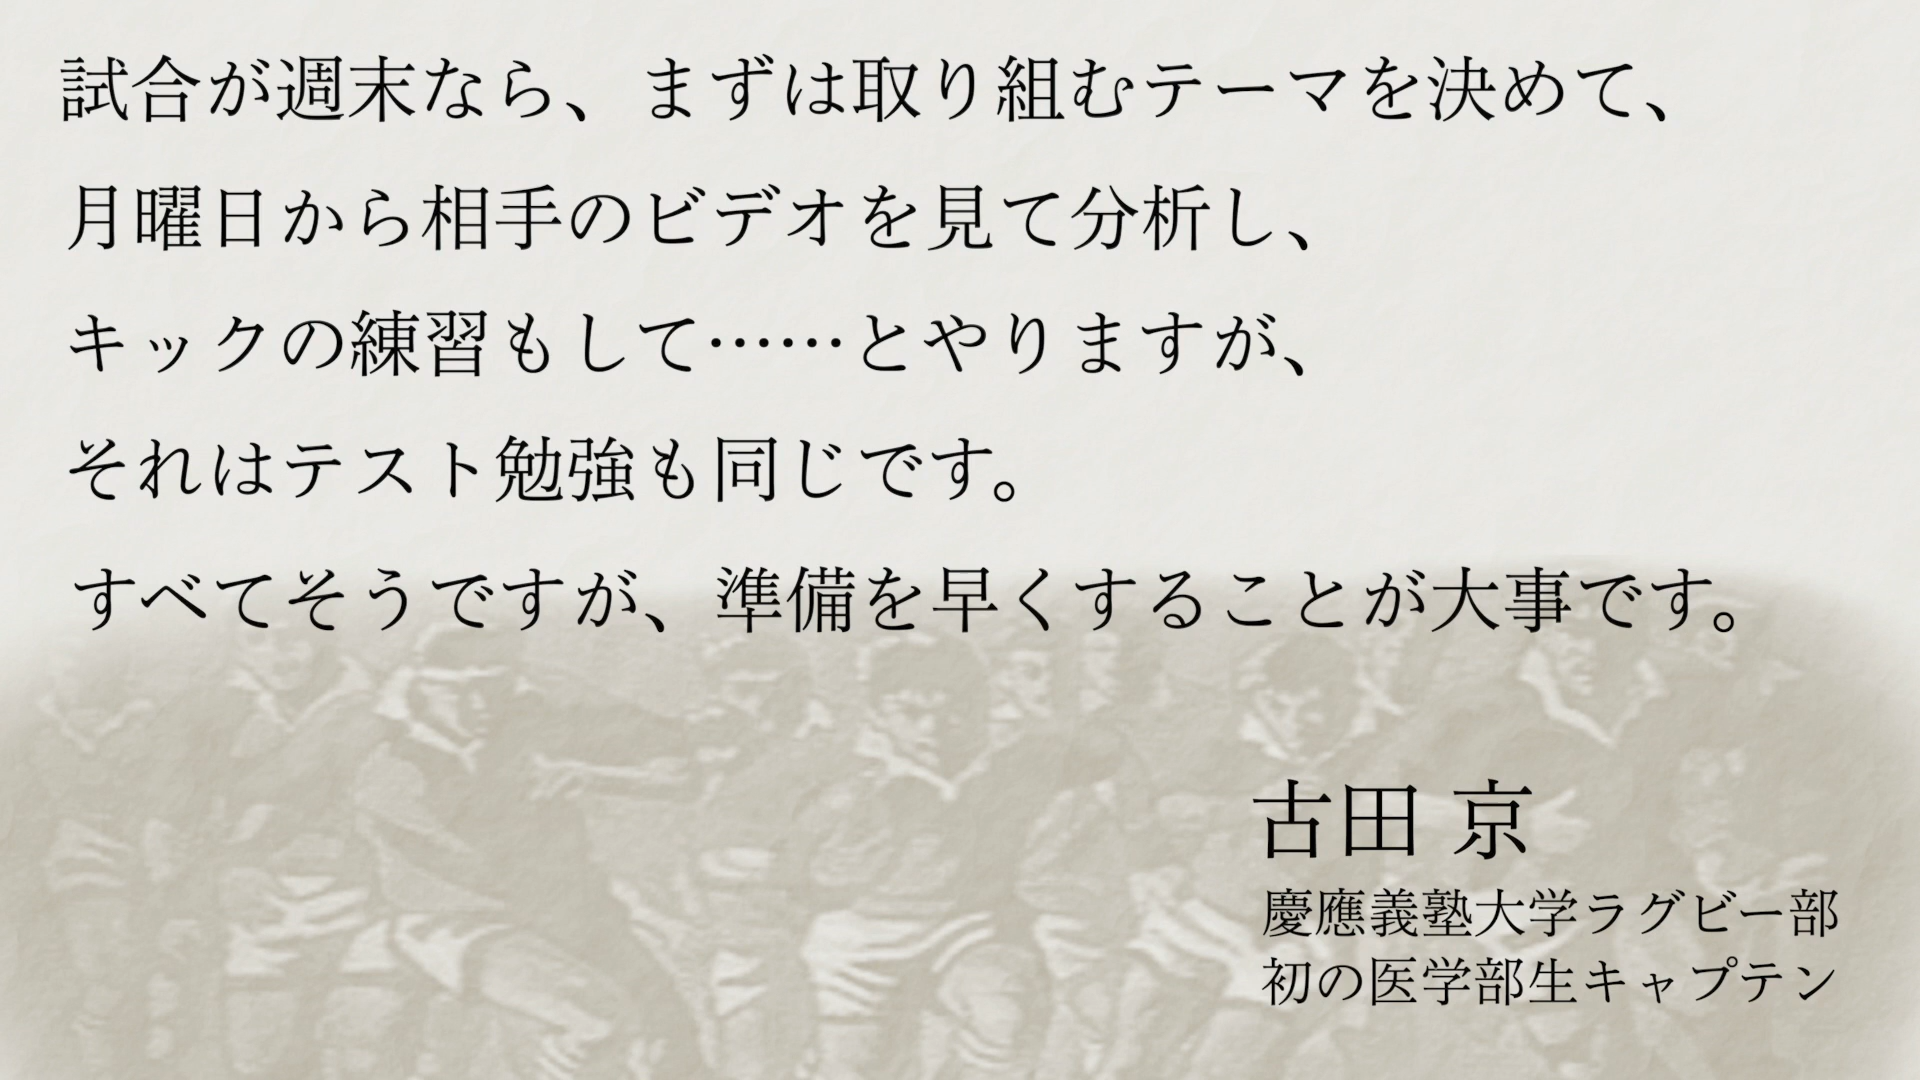 試合が週末なら、まずは取り組むテーマを決めて、
月曜日から相手のビデオを見て分析し、
キックの練習もして……とやりますが、
それはテスト勉強も同じです。
すべてそうですが、準備を早くすることが大事です。
古田 京
慶應義塾大学ラグビー部
初の医学部生キャプテン